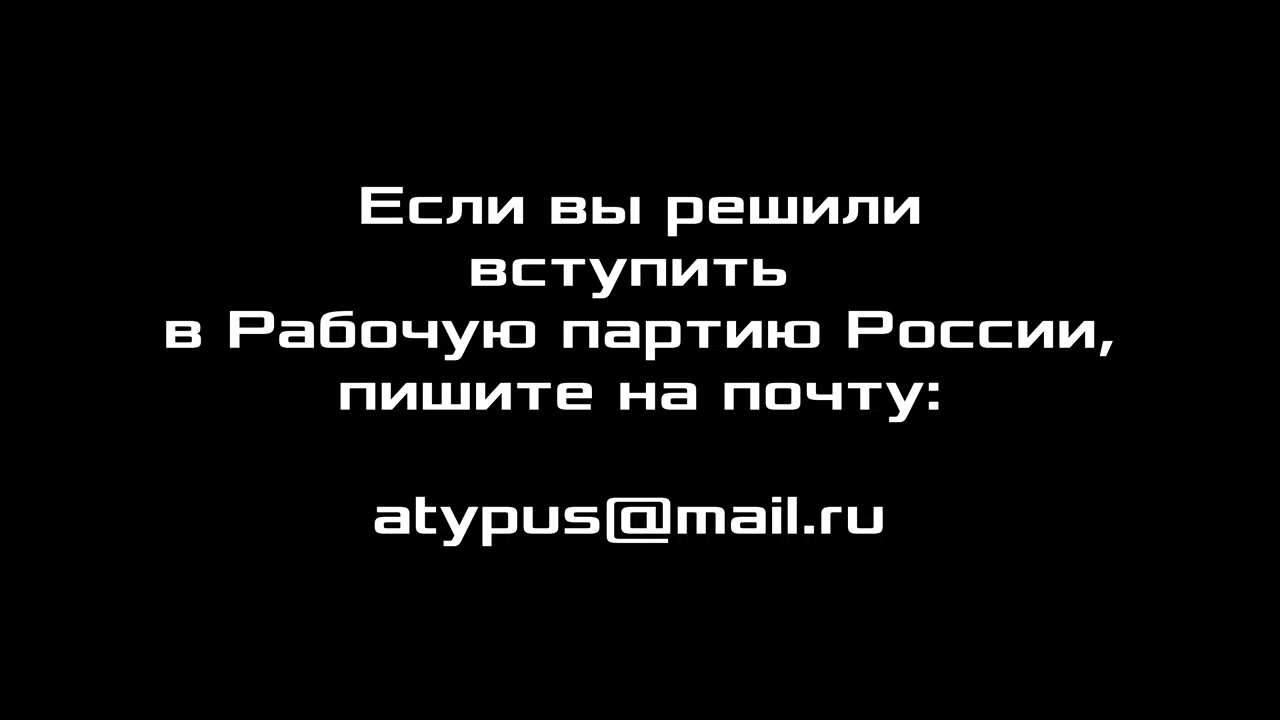 Если вы решили
вступить
в Рабочую партию России,
пишите на почту:
atypus@mail.ru